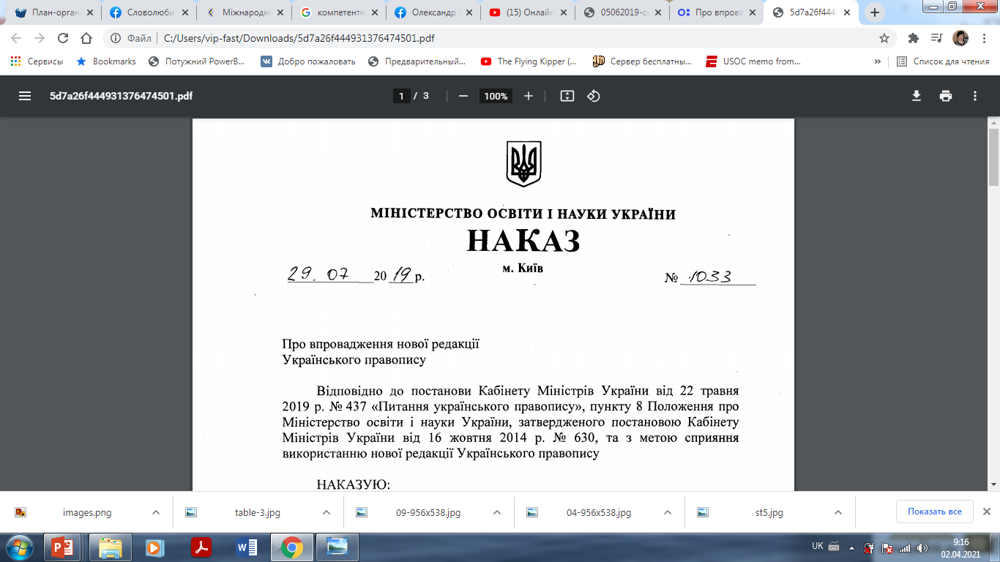 План-орган
Словолюби
Міжнародна
компетентн
Олександр
(15) Онлайн
05062019-о
Про впрова
5d7a26f444
Файл C:/Users/vip-fast/Downloads/5d7a26f444931376474501.pdf
Сервисы Bookmarks Потужний PowerB... Добро пожаловать Предварительный... The Flying Kipper (... Сервер бесплатны... USOC memo from... » Список для чтения
5d7a26f444931376474501.pdf 1 / 3 100%
МІНІСТЕРСТВО ОСВІТИ І НАУКИ УКРАЇНИ
НАКАЗ
м. Київ
29. 07 20 19 р. № 1033
Про впровадження нової редакції
Українського правопису
Відповідно до постанови Кабінету Міністрів України від 22 травня
2019 р. № 437 «Питання українського правопису», пункту 8 Положення про
Міністерство освіти і науки України, затвердженого постановою Кабінету
Міністрів України від 16 жовтня 2014 р. № 630, та з метою сприяння
використанню нової редакції Українського правопису
НАКАЗУЮ:
images.png table-3.jpg 09-956x538.jpg 04-956x538.jpg st5.jpg Показать все
UK 9:16
02.04.2021